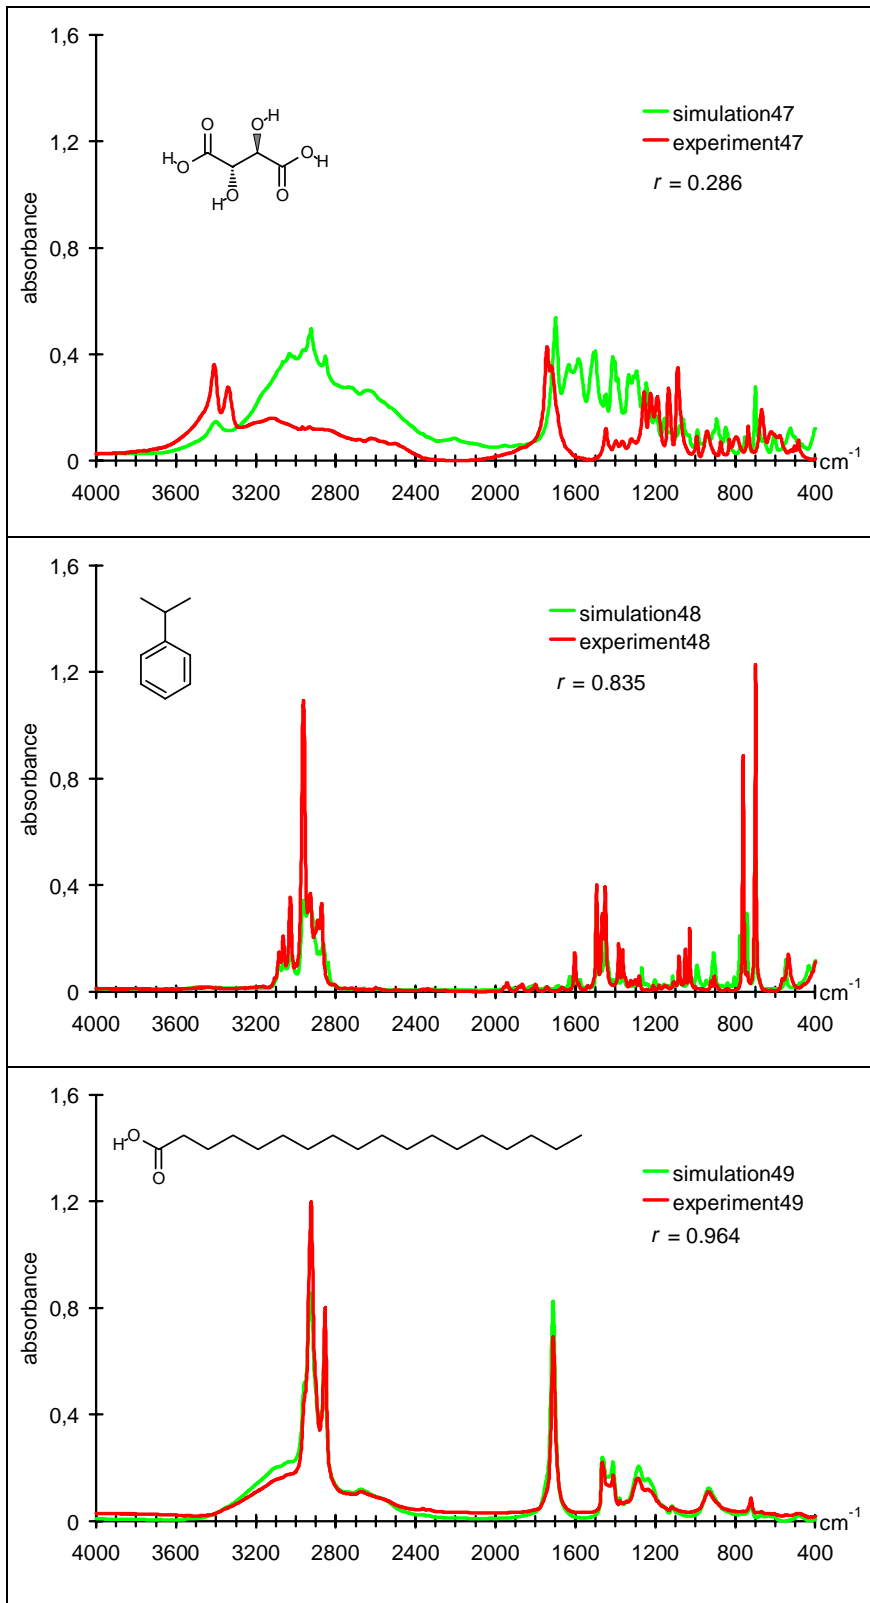 1,6
1,2
0,8
0,4
0
absorbance
O
O
H
H
O
O
H
H
O
O
simulation47
experiment47
r = 0.286
4000 3600 3200 2800 2400 2000 1600 1200 800 400
cm-1
1,6
1,2
0,8
0,4
0
absorbance
simulation48
experiment48
r = 0.835
4000 3600 3200 2800 2400 2000 1600 1200 800 400
cm-1
1,6
1,2
0,8
0,4
0
absorbance
H O
O
simulation49
experiment49
r = 0.964
4000 3600 3200 2800 2400 2000 1600 1200 800 400
cm-1